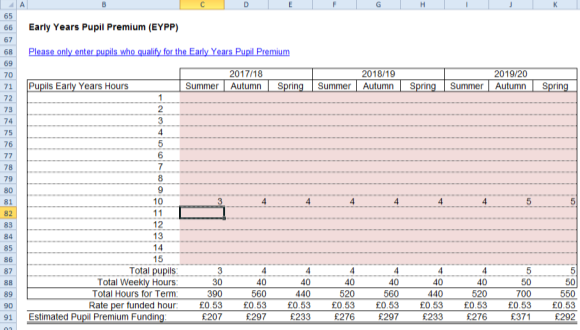 A B C D E F G H I J K
65
66 Early Years Pupil Premium (EYPP)
67
68 Please only enter pupils who qualify for the Early Years Pupil Premium
69
70 2017/18 2018/19 2019/20
71 Pupils Early Years Hours Summer Autumn Spring Summer Autumn Spring Summer Autumn Spring
72 1
73 2
74 3
75 4
76 5
77 6
78 7
79 8
80 9
81 10 3 4 4 4 4 4 4 5 5
82 11
83 12
84 13
85 14
86 15
87 Total pupils: 3 4 4 4 4 4 4 5 5
88 Total Weekly Hours: 30 40 40 40 40 40 40 50 50
89 Total Hours for Term: 390 560 440 520 560 440 520 700 550
90 Rate per funded hour: £0.53 £0.53 £0.53 £0.53 £0.53 £0.53 £0.53 £0.53 £0.53
91 Estimated Pupil Premium Funding: £207 £297 £233 £276 £297 £233 £276 £371 £292
92